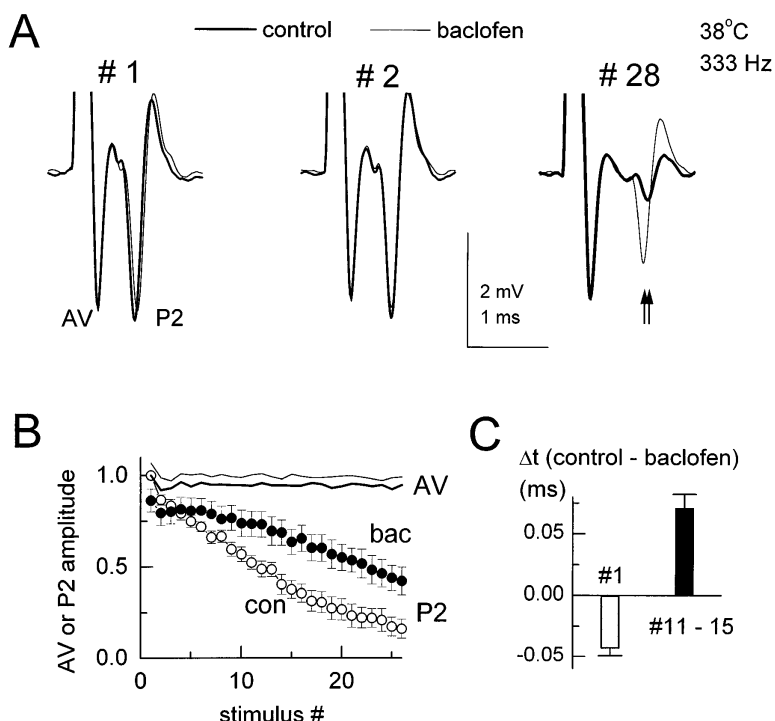 A
control
baclofen
38°C
333 Hz
# 1
# 2
# 28
AV
P2
2 mV
1 ms
B
AV or P2 amplitude
1.0
0.5
0.0
0
10
20
stimulus #
AV
bac
con
P2
C
Δt (control - baclofen)
(ms)
0.05
0.00
-0.05
#1
#11 - 15